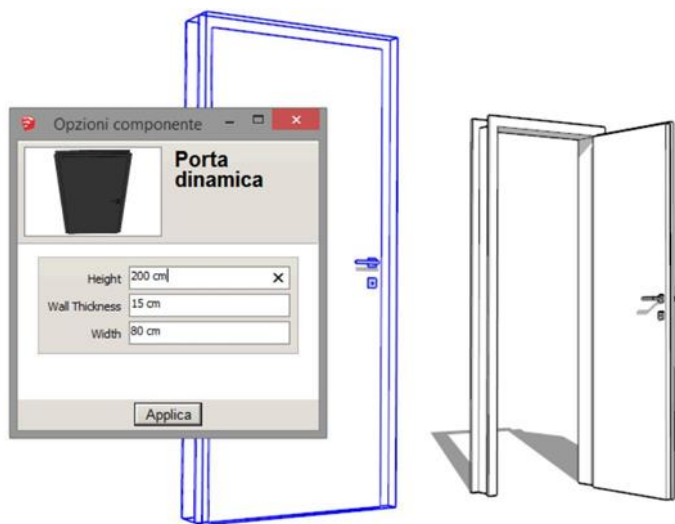 Opzioni componente
Porta
dinamica
Height 200 cm
Wall Thickness 15 cm
Width 80 cm
Applica